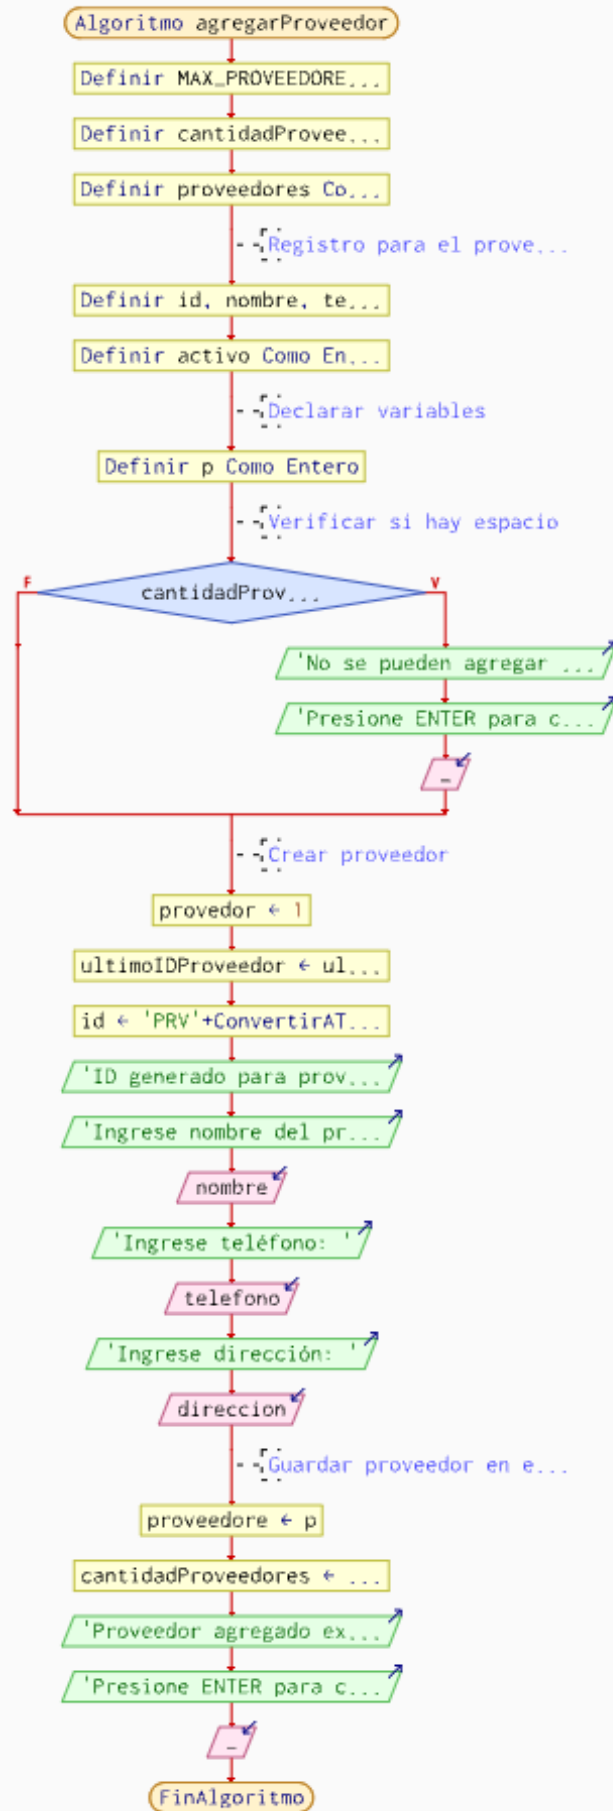 Algoritmo agregarProveedor
Definir MAX_PROVEEDORE...
Definir cantidadProvee...
Definir proveedores Co...
Registro para el prove...
Definir id, nombre, te...
Definir activo Como En...
Declarar variables
Definir p Como Entero
Verificar si hay espacio
F
V
cantidadProv...
'No se pueden agregar ...
'Presione ENTER para c...
_
Crear proveedor
provedor ← 1
ultimoIDProveedor ← ul...
id ← 'PRV'+ConvertirAT...
'ID generado para prov...
'Ingrese nombre del pr...
nombre
'Ingrese teléfono: '
telefono
'Ingrese dirección: '
direccion
Guardar proveedor en e...
proveedore ← p
cantidadProveedores ← ...
'Proveedor agregado ex...
'Presione ENTER para c...
_
FinAlgoritmo